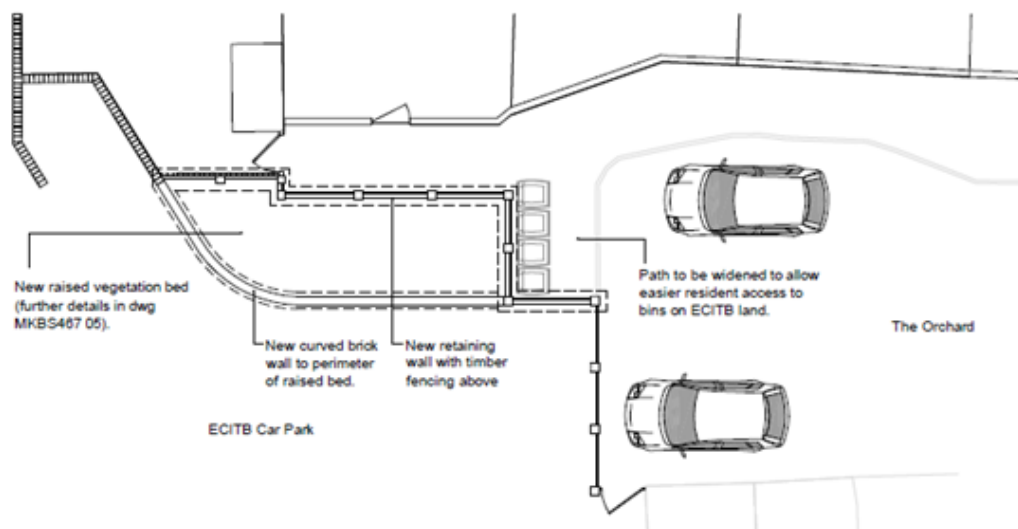 New raised vegetation bed
(further details in dwg
MKBS467 05).
New curved brick
wall to perimeter
of raised bed.
New retaining
wall with timber
fencing above
Path to be widened to allow
easier resident access to
bins on ECITB land.
The Orchard
ECITB Car Park